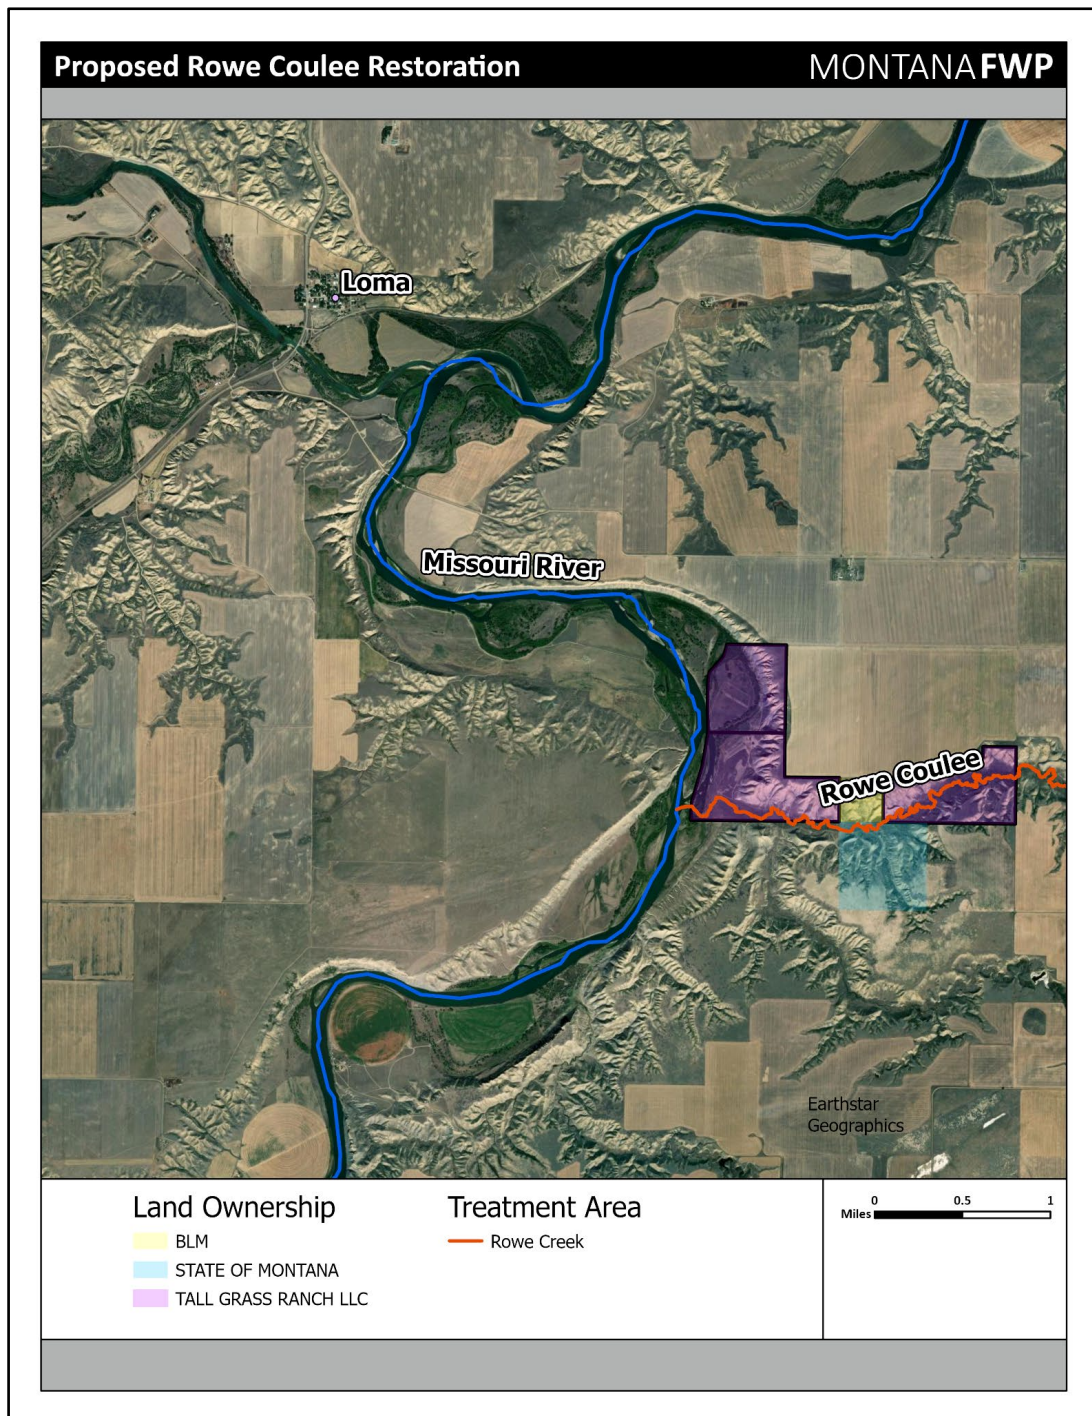 Proposed Rowe Coulee Restoration
MONTANA FWP
Loma
Missouri River
Rowe Coulee
Earthstar
Geographics
Land Ownership
BLM
STATE OF MONTANA
TALL GRASS RANCH LLC
Treatment Area
Rowe Creek
0 0.5 1
Miles